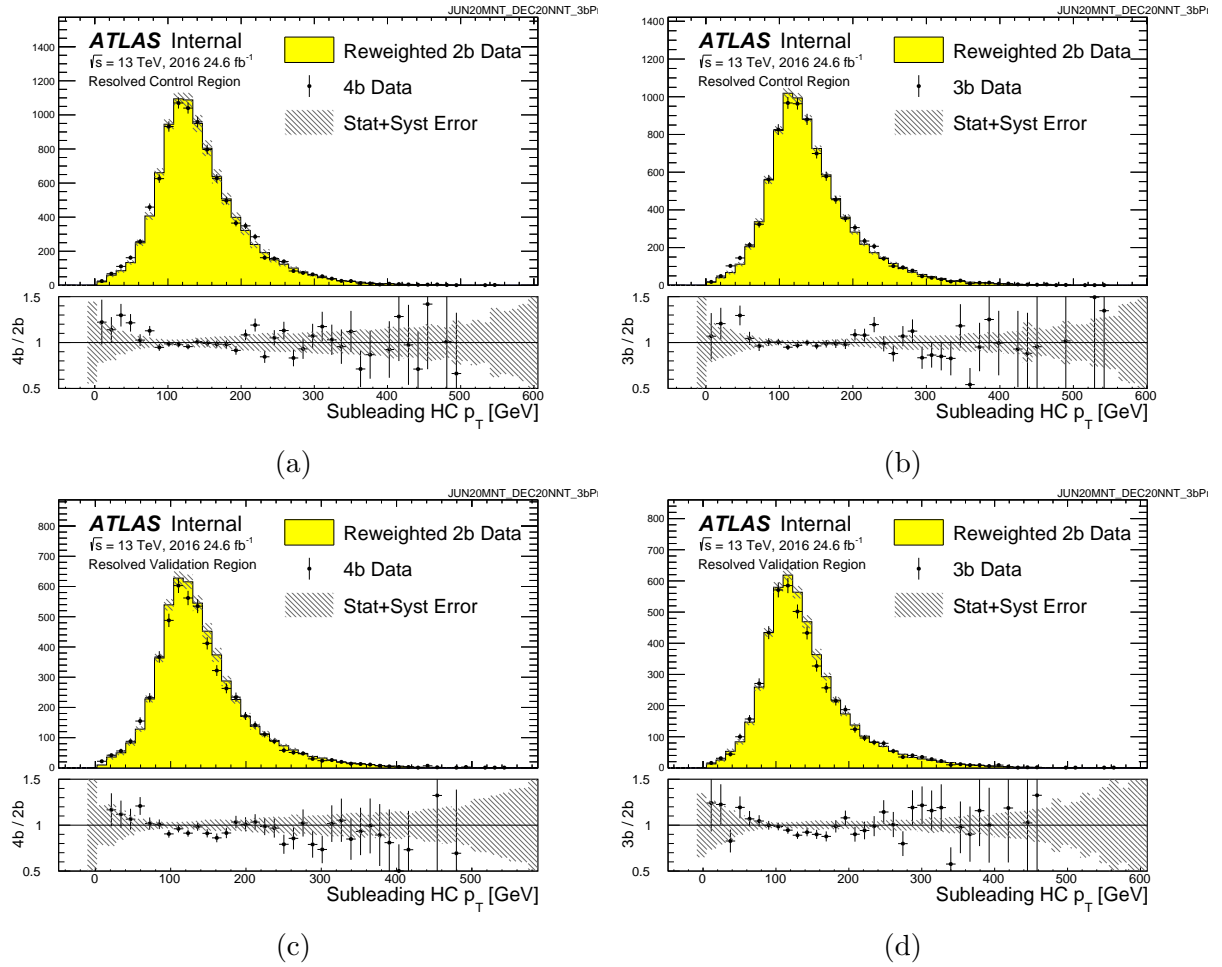 JUN20MNT_DEC20NNT_3bPr
ATLAS Internal
√s = 13 TeV, 2016 24.6 fb⁻¹
Resolved Control Region
Reweighted 2b Data
4b Data
Stat+Syst Error
1400
1200
1000
800
600
400
200
0
4b / 2b
1.5
1
0.5
0 100 200 300 400 500 600
Subleading HC p_T [GeV]
(a)
JUN20MNT_DEC20NNT_3bPr
ATLAS Internal
√s = 13 TeV, 2016 24.6 fb⁻¹
Resolved Control Region
Reweighted 2b Data
3b Data
Stat+Syst Error
1400
1200
1000
800
600
400
200
0
3b / 2b
1.5
1
0.5
0 100 200 300 400 500 600
Subleading HC p_T [GeV]
(b)
JUN20MNT_DEC20NNT_3bPr
ATLAS Internal
√s = 13 TeV, 2016 24.6 fb⁻¹
Resolved Validation Region
Reweighted 2b Data
4b Data
Stat+Syst Error
800
700
600
500
400
300
200
100
0
4b / 2b
1.5
1
0.5
0 100 200 300 400 500
Subleading HC p_T [GeV]
(c)
JUN20MNT_DEC20NNT_3bPr
ATLAS Internal
√s = 13 TeV, 2016 24.6 fb⁻¹
Resolved Validation Region
Reweighted 2b Data
3b Data
Stat+Syst Error
800
700
600
500
400
300
200
100
0
3b / 2b
1.5
1
0.5
0 100 200 300 400 500 600
Subleading HC p_T [GeV]
(d)